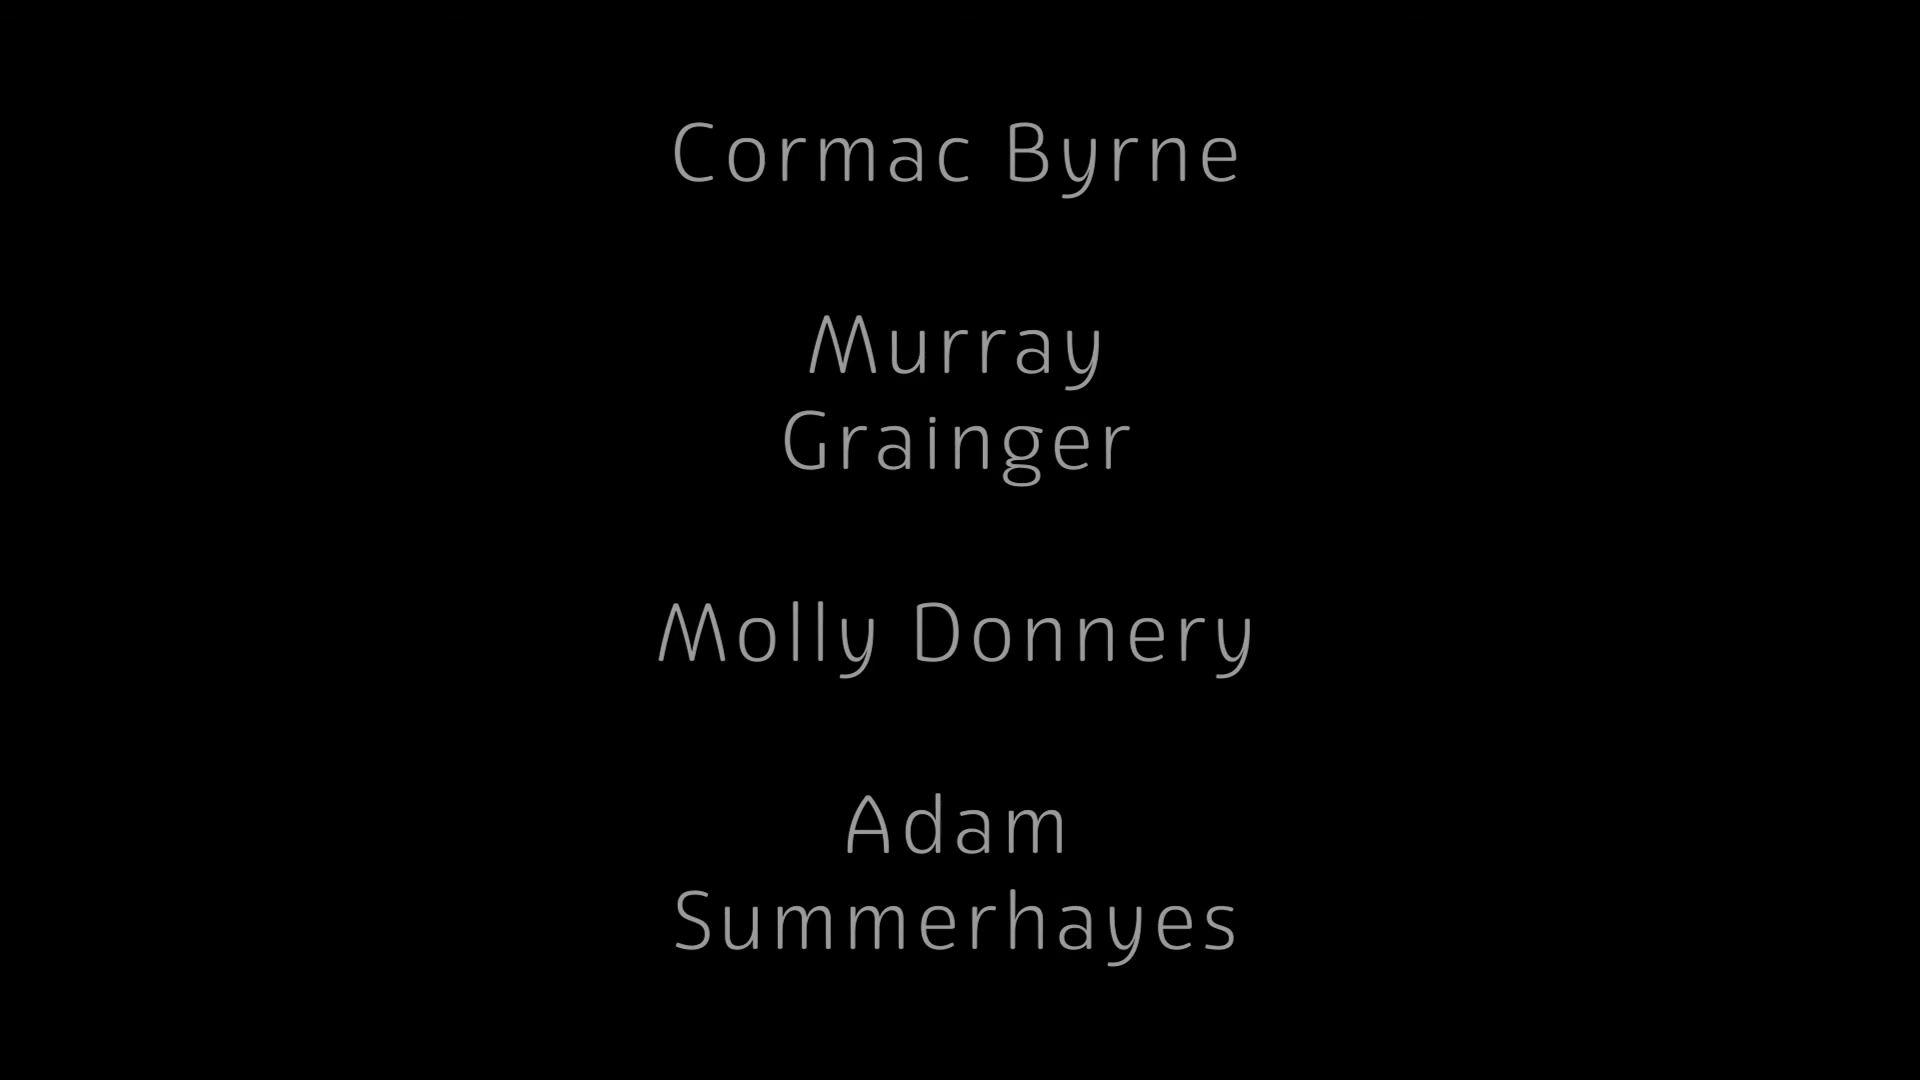 Cormac Byrne
Murray
Grainger
Molly Donnery
Adam
Summerhayes